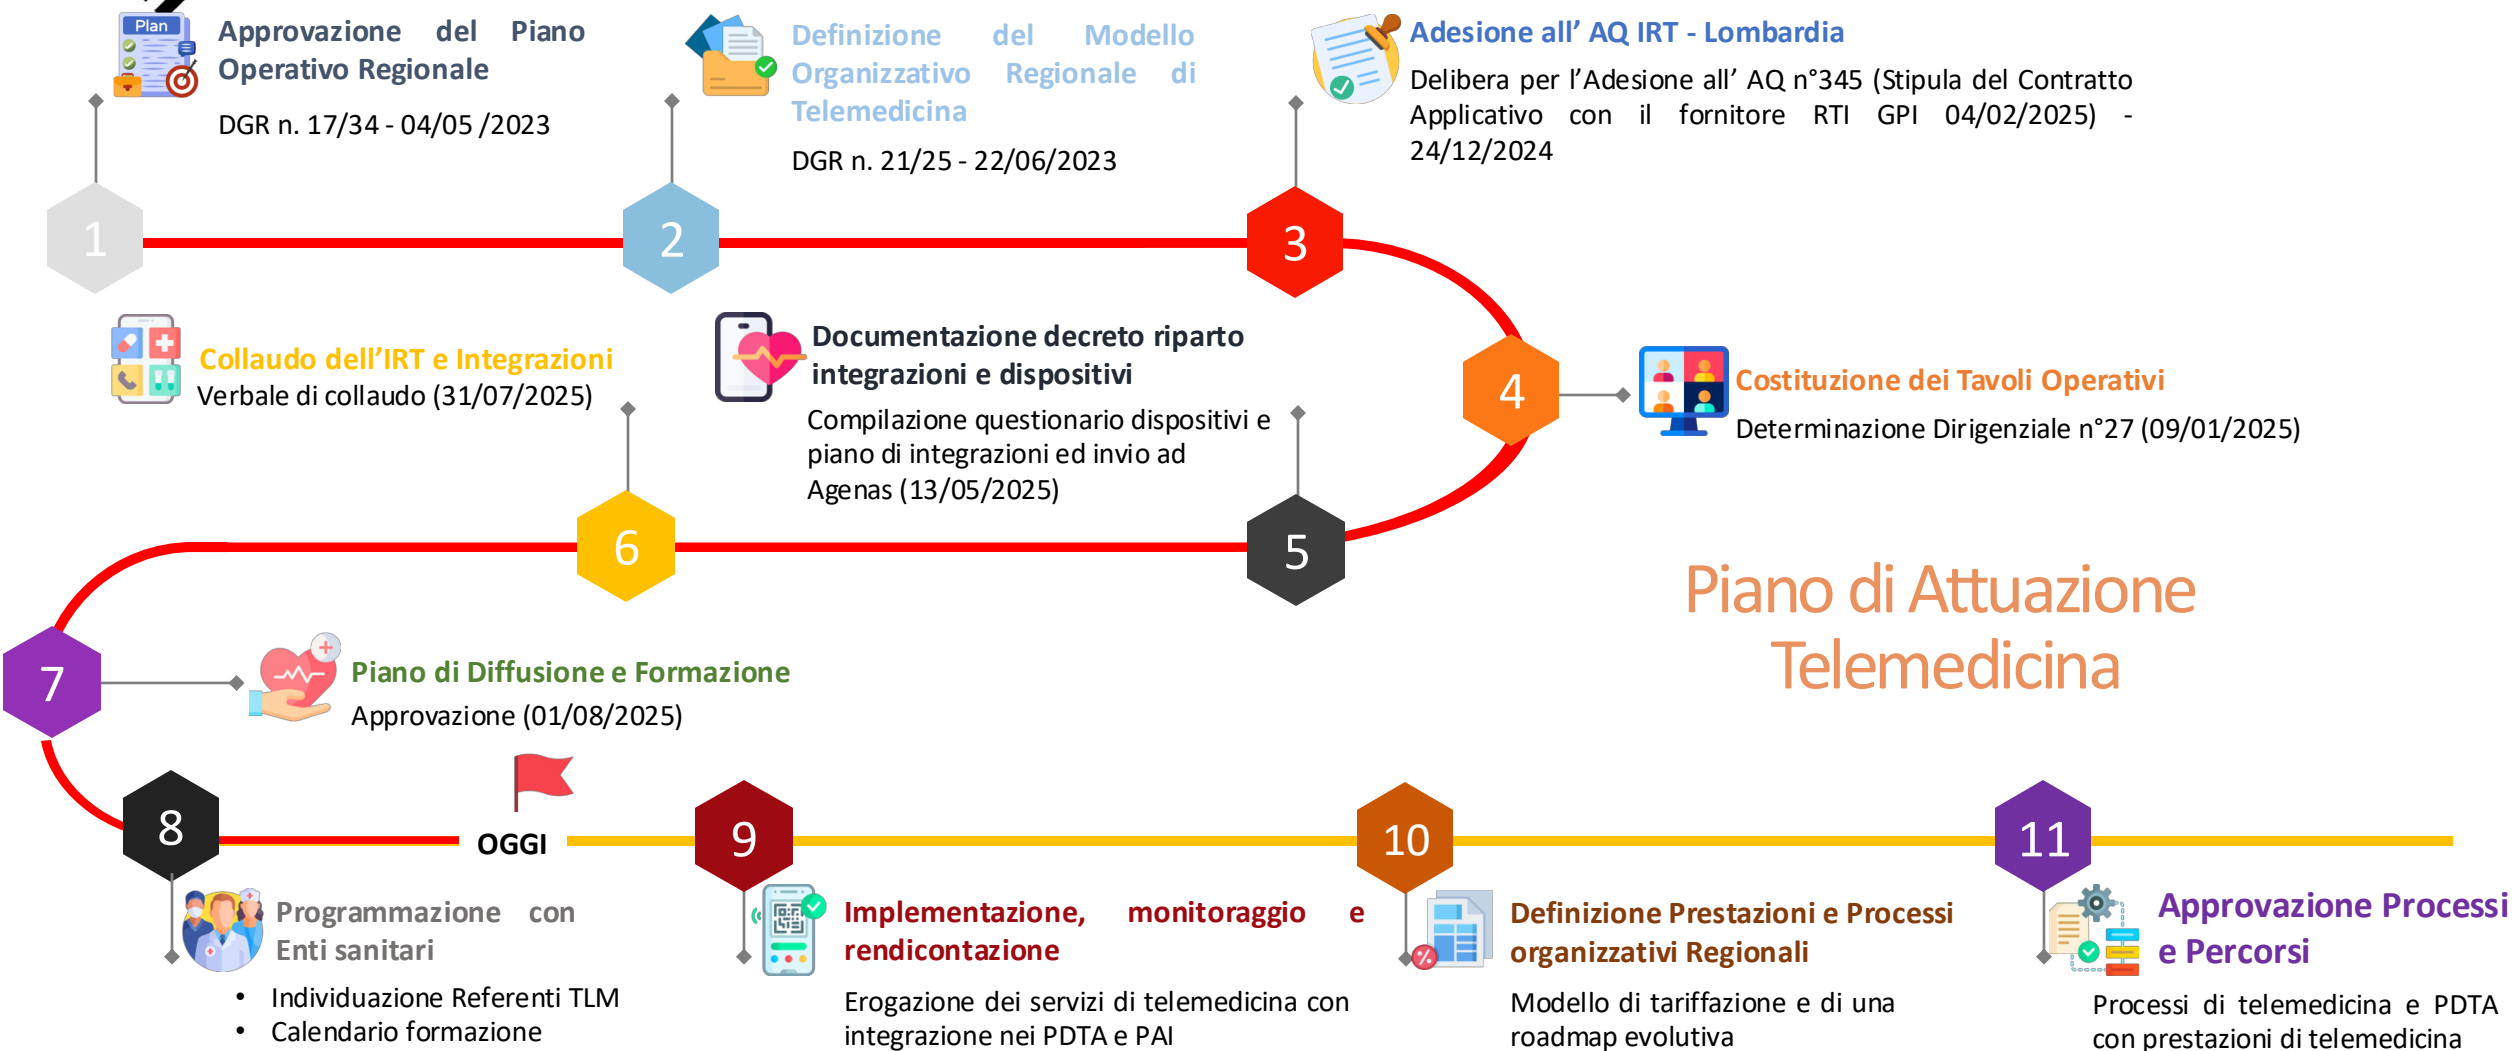 Plan
Approvazione del Piano
Operativo Regionale
DGR n. 17/34 - 04/05 /2023
Definizione del Modello
Organizzativo Regionale di
Telemedicina
DGR n. 21/25 - 22/06/2023
Adesione all’ AQ IRT - Lombardia
Delibera per l’Adesione all’ AQ n°345 (Stipula del Contratto
Applicativo con il fornitore RTI GPI 04/02/2025) -
24/12/2024
1
2
3
4
Costituzione dei Tavoli Operativi
Determinazione Dirigenziale n°27 (09/01/2025)
Documentazione decreto riparto
integrazioni e dispositivi
Compilazione questionario dispositivi e
piano di integrazioni ed invio ad
Agenas (13/05/2025)
5
Collaudo dell’IRT e Integrazioni
Verbale di collaudo (31/07/2025)
6
Piano di Attuazione
Telemedicina
7
Piano di Diffusione e Formazione
Approvazione (01/08/2025)
8
OGGI
9
10
11
Programmazione con
Enti sanitari
• Individuazione Referenti TLM
• Calendario formazione
Implementazione, monitoraggio e
rendicontazione
Erogazione dei servizi di telemedicina con
integrazione nei PDTA e PAI
Definizione Prestazioni e Processi
organizzativi Regionali
Modello di tariffazione e di una
roadmap evolutiva
Approvazione Processi
e Percorsi
Processi di telemedicina e PDTA
con prestazioni di telemedicina